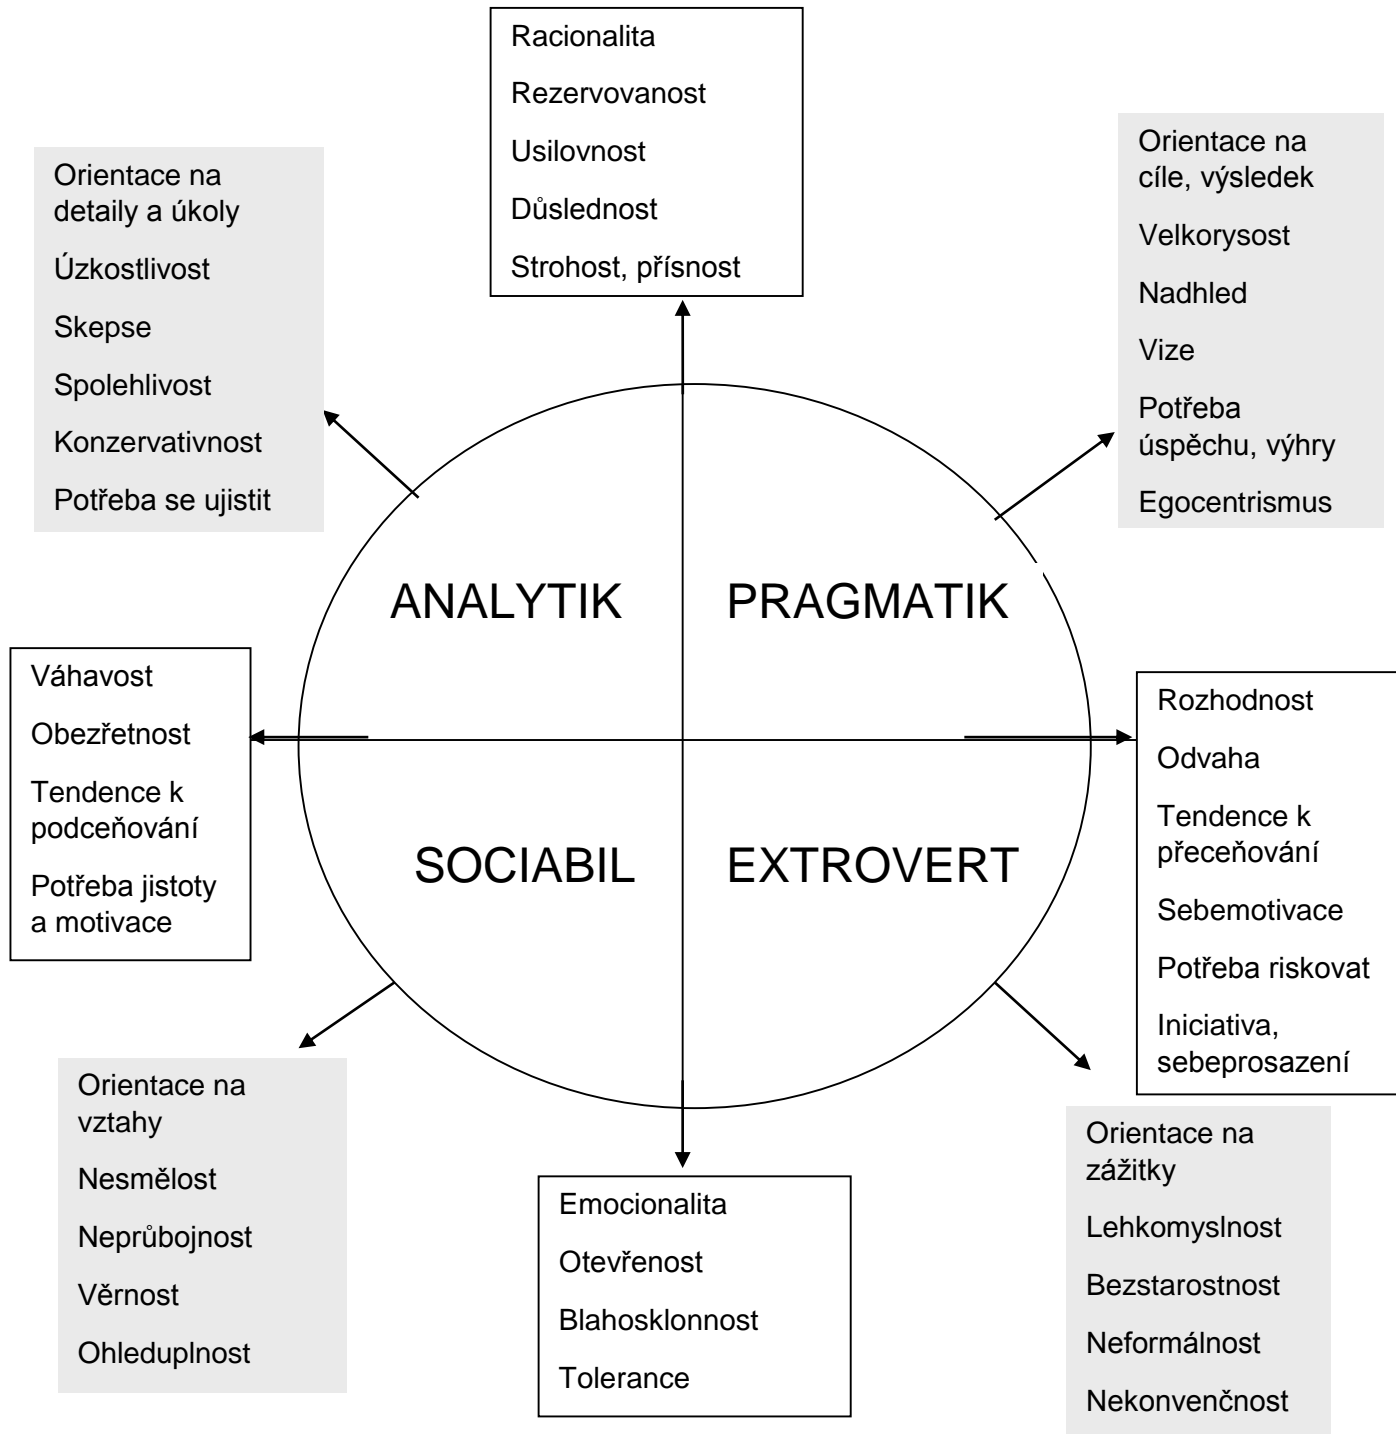 Racionalita
Rezervovanost
Usilovnost
Důslednost
Strohost, přísnost
Orientace na
detaily a úkoly
Úzkostlivost
Skepse
Spolehlivost
Konzervativnost
Potřeba se ujistit
Orientace na
cíle, výsledek
Velkorysost
Nadhled
Vize
Potřeba
úspěchu, výhry
Egocentrismus
ANALYTIK
PRAGMATIK
Váhavost
Obezřetnost
Tendence k
podceňování
Potřeba jistoty
a motivace
Rozhodnost
Odvaha
Tendence k
přeceňování
Sebemotivace
Potřeba riskovat
Iniciativa,
sebeprosazení
SOCIABIL
EXTROVERT
Orientace na
vztahy
Nesmělost
Neprůbojnost
Věrnost
Ohleduplnost
Emocionalita
Otevřenost
Blahosklonnost
Tolerance
Orientace na
zážitky
Lehkomyslnost
Bezstarostnost
Neformálnost
Nekonvenčnost